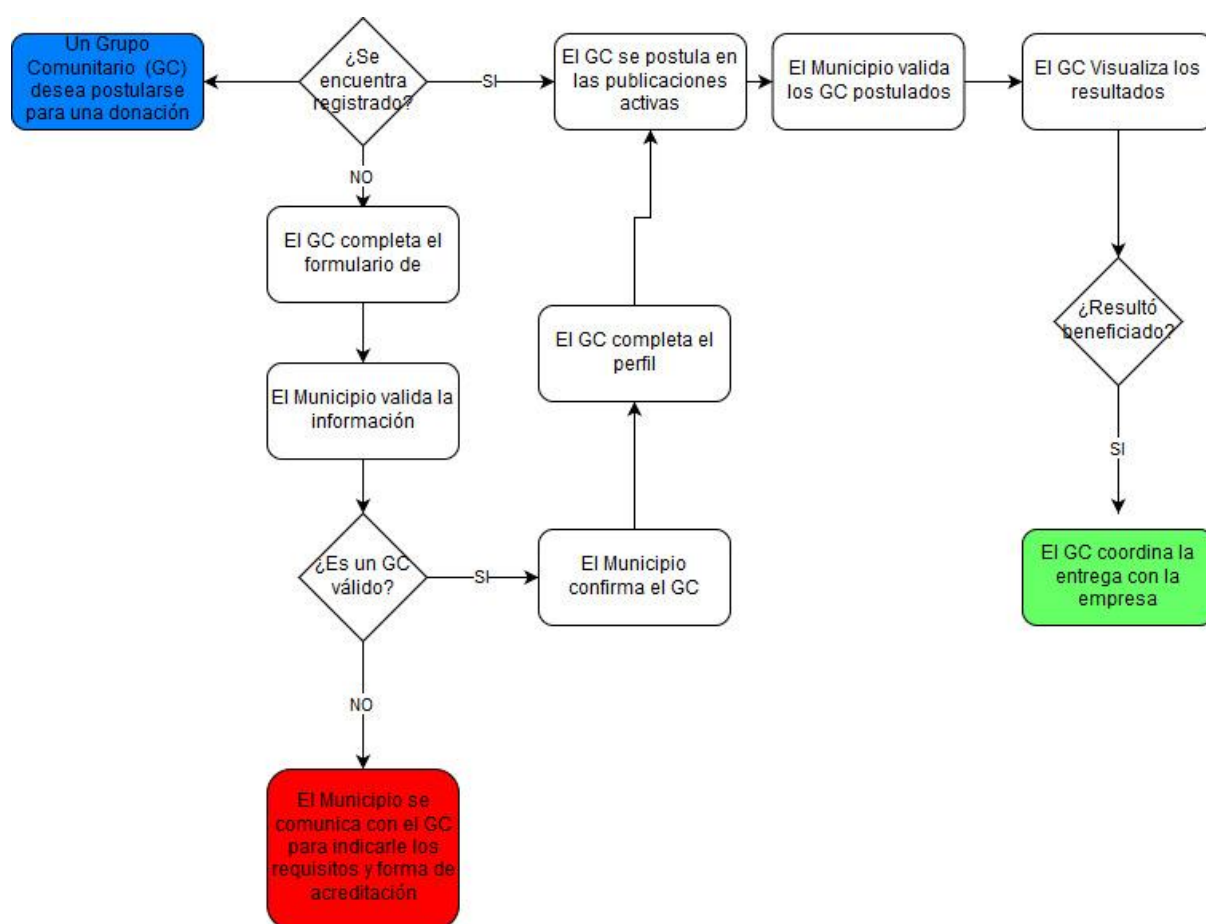 Un Grupo
Comunitario (GC)
desea postularse
para una donación
¿Se
encuentra
registrado?
SI
El GC se postula en
las publicaciones
activas
El Municipio valida
los GC postulados
El GC Visualiza los
resultados
NO
El GC completa el
formulario de
El GC completa el
perfil
¿Resultó
beneficiado?
El Municipio valida la
información
SI
¿Es un GC
válido?
SI
El Municipio
confirma el GC
El GC coordina la
entrega con la
empresa
NO
El Municipio se
comunica con el GC
para indicarle los
requisitos y forma de
acreditación